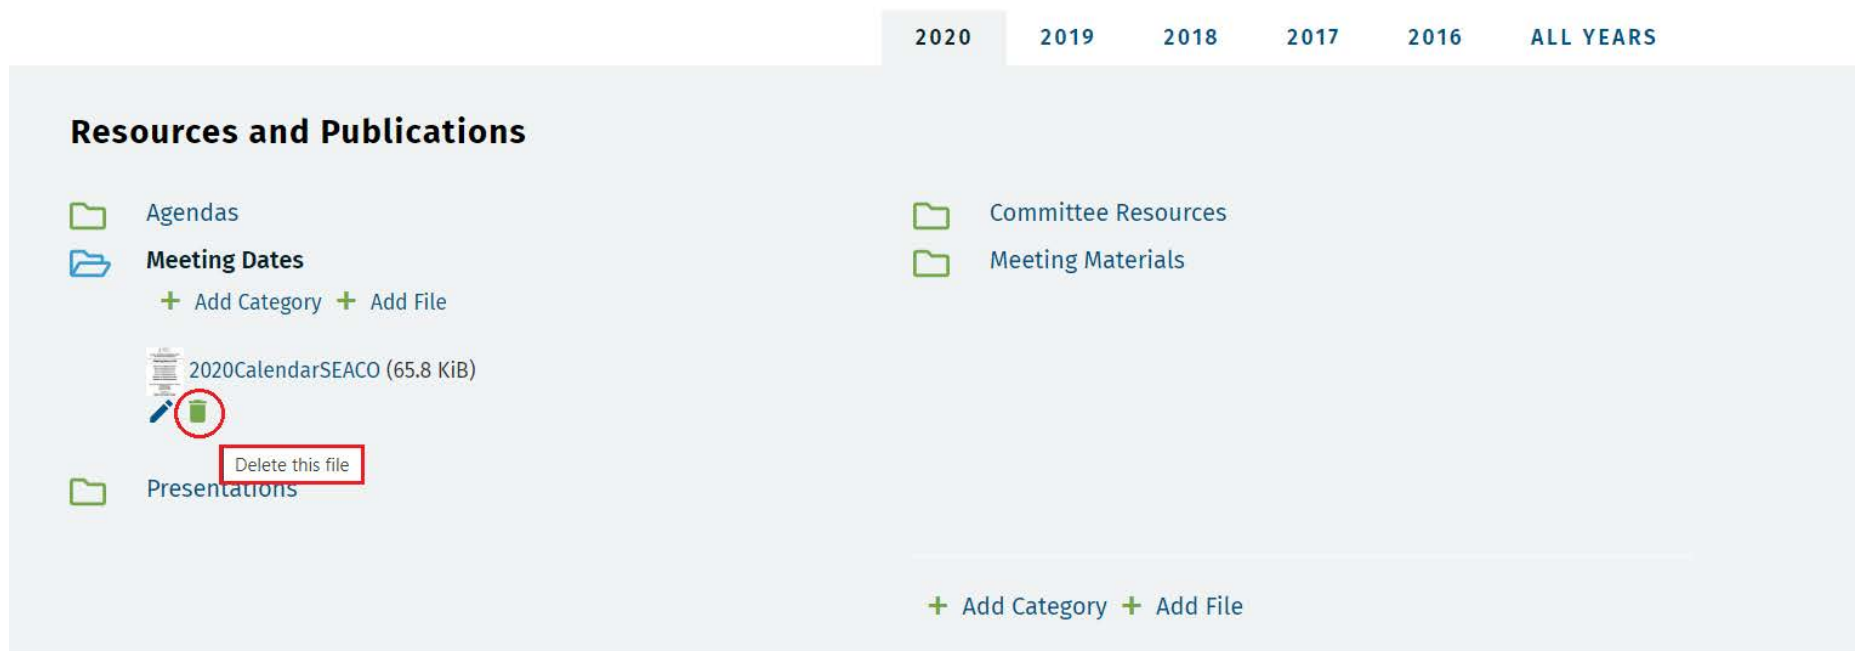 2020 2019 2018 2017 2016 ALL YEARS
Resources and Publications
Agendas
Meeting Dates
+ Add Category + Add File
2020CalendarSEACO (65.8 KiB)
Delete this file
Presentations
Committee Resources
Meeting Materials
+ Add Category + Add File